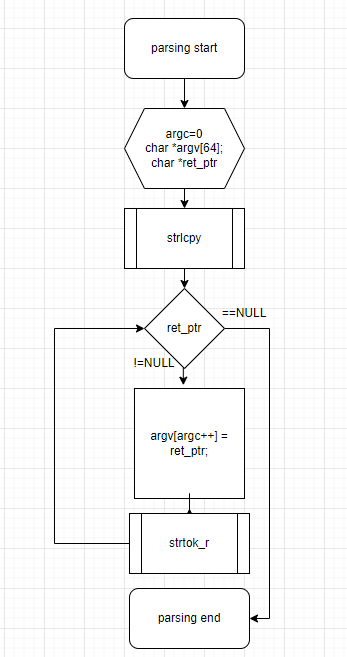 parsing start
argc=0
char *argv[64];
char *ret_ptr
strlcpy
==NULL
ret_ptr
!=NULL
argv[argc++] =
ret_ptr;
strtok_r
parsing end